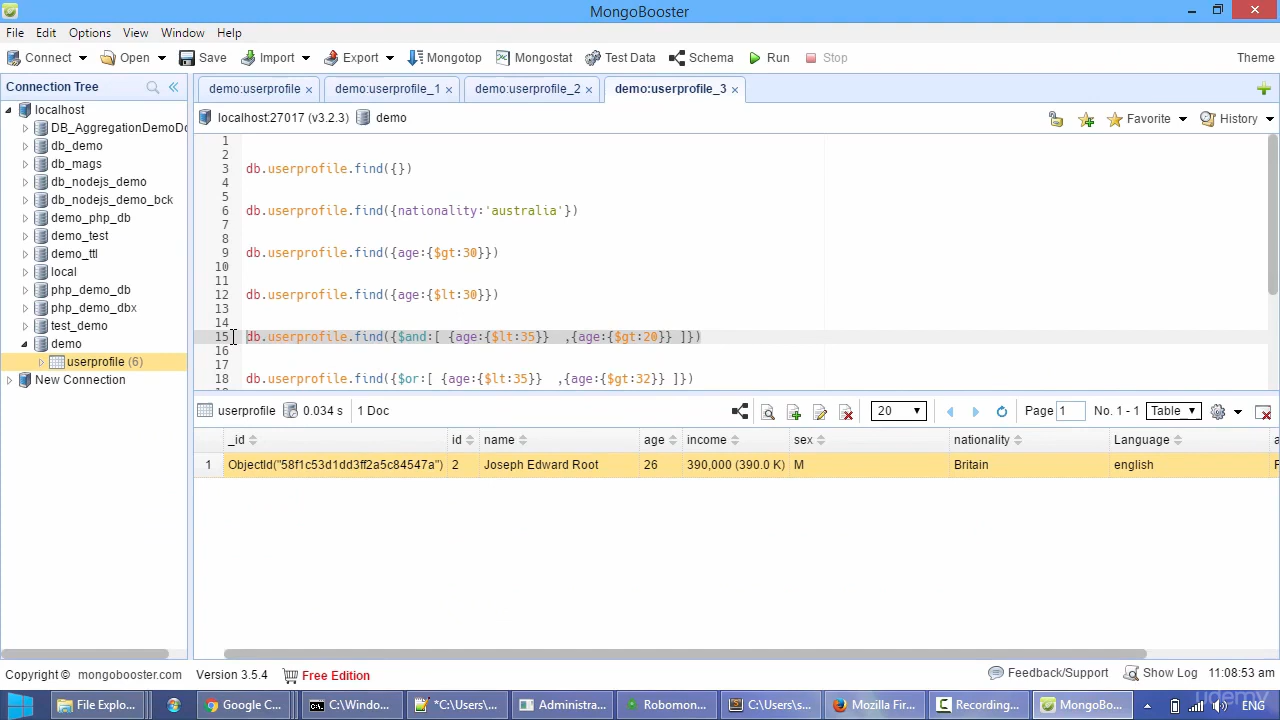 MongoBooster
File Edit Options View Window Help
Connect Open Save Import Export Mongotop Mongostat Test Data Schema Run Stop Theme
Connection Tree
localhost
DB_AggregationDemoDo
db_demo
db_mags
db_nodejs_demo
db_nodejs_demo_bck
demo_php_db
demo_test
demo_ttl
local
php_demo_db
php_demo_dbx
test_demo
demo
userprofile (6)
New Connection
demo:userprofile × demo:userprofile_1 × demo:userprofile_2 × demo:userprofile_3 ×
localhost:27017 (v3.2.3) demo Favorite History
1
2
3 db.userprofile.find({})
4
5
6 db.userprofile.find({nationality:'australia'})
7
8
9 db.userprofile.find({age:{$gt:30}})
10
11
12 db.userprofile.find({age:{$lt:30}})
13
14
15 db.userprofile.find({$and:[ {age:{$lt:35}}  ,{age:{$gt:20}} ]})
16
17
18 db.userprofile.find({$or:[ {age:{$lt:35}}  ,{age:{$gt:32}} ]})
userprofile 0.034 s 1 Doc 20 Page 1 No. 1 - 1 Table
_id id name age income sex nationality Language
1 ObjectId("58f1c53d1dd3ff2a5c84547a") 2 Joseph Edward Root 26 390,000 (390.0 K) M Britain english
Copyright © mongobooster.com Version 3.5.4 Free Edition Feedback/Support Show Log 11:08:53 am
File Explo... Google C... C:\Windo... *C:\Users\... Administra... Robomon... C:\Users\s... Mozilla Fir... Recording... MongoBo... ENG
udemy